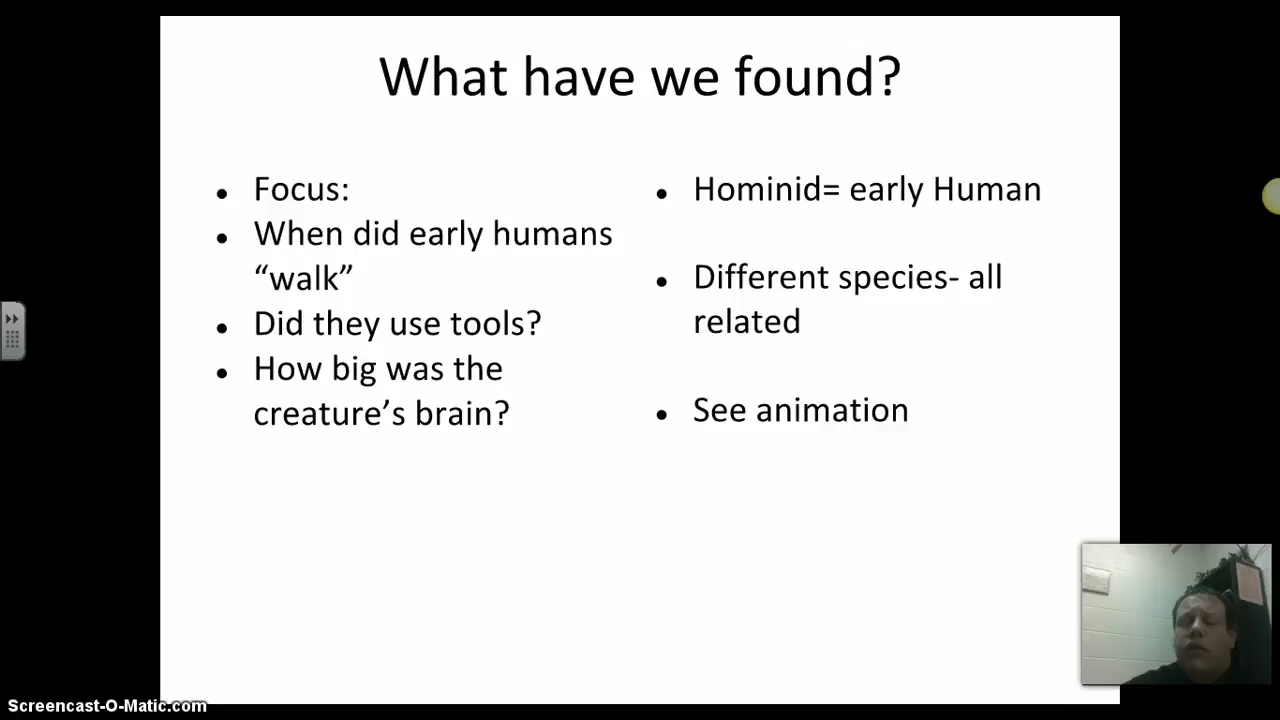 What have we found?
Focus:
When did early humans
“walk”
Did they use tools?
How big was the
creature’s brain?
Hominid= early Human
Different species- all
related
See animation
Screencast-O-Matic.com